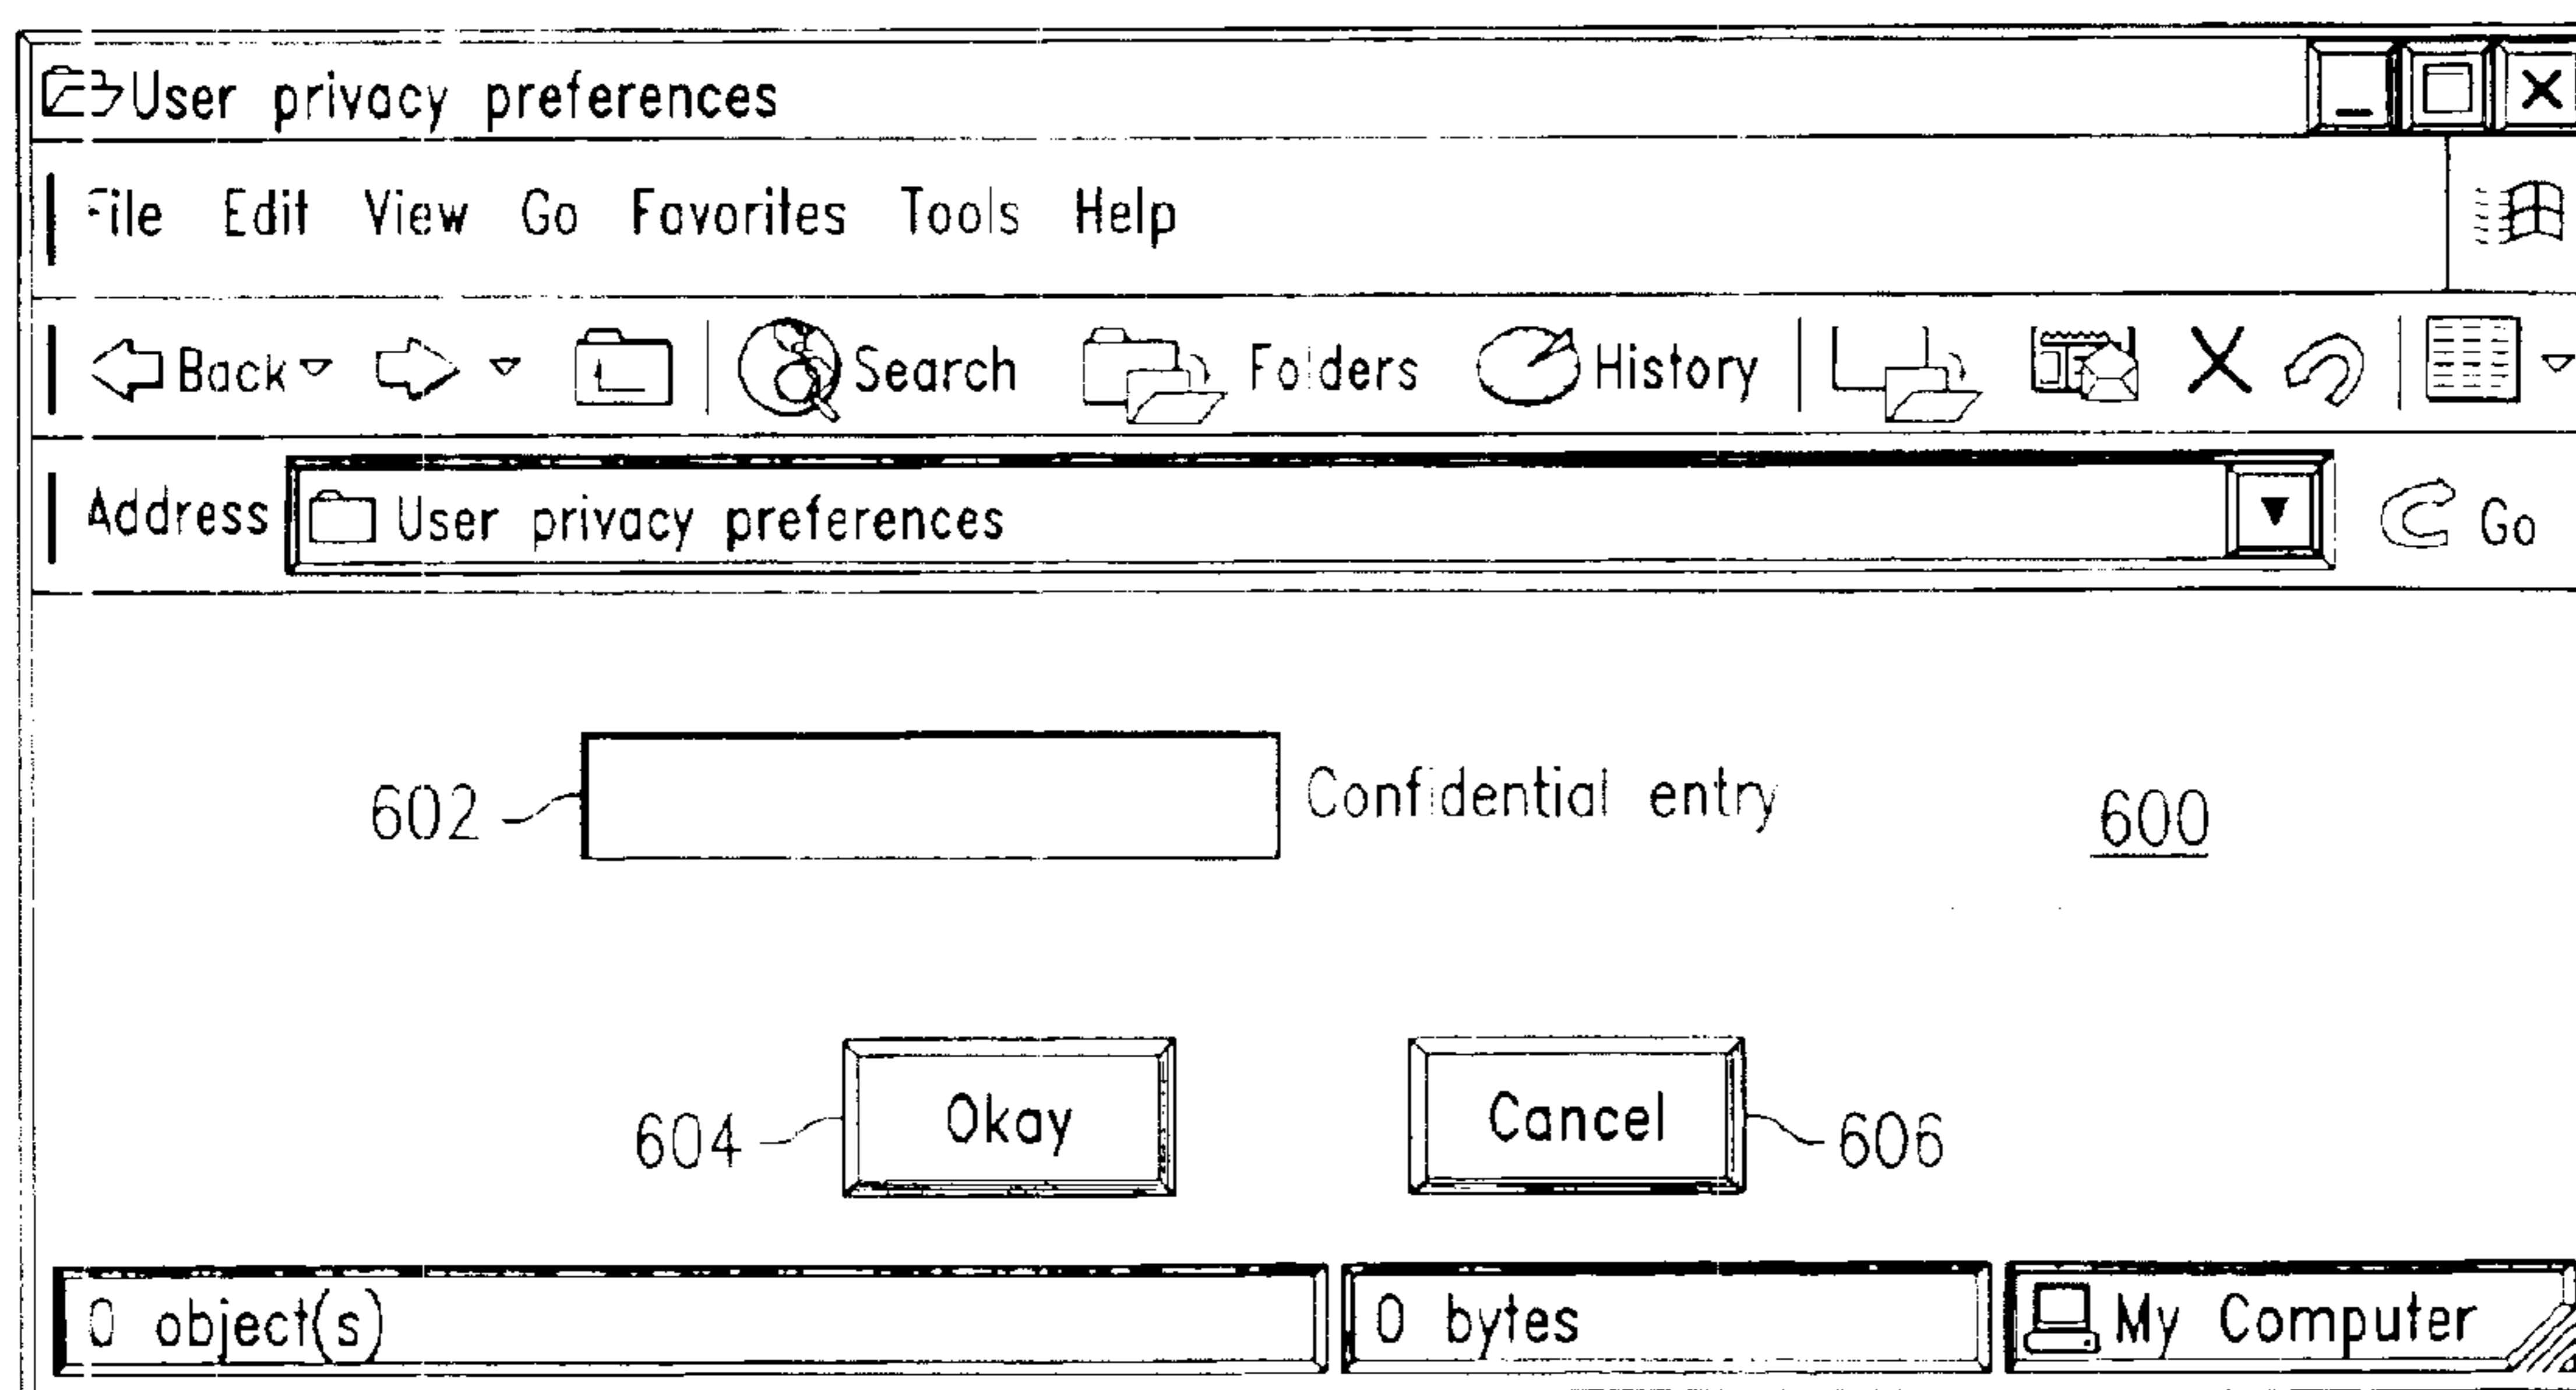 User privacy preferences
File Edit View Go Favorites Tools Help
Back Search Folders History
Address User privacy preferences Go
602 Confidential entry 600
604 Okay Cancel 606
0 object(s) 0 bytes My Computer